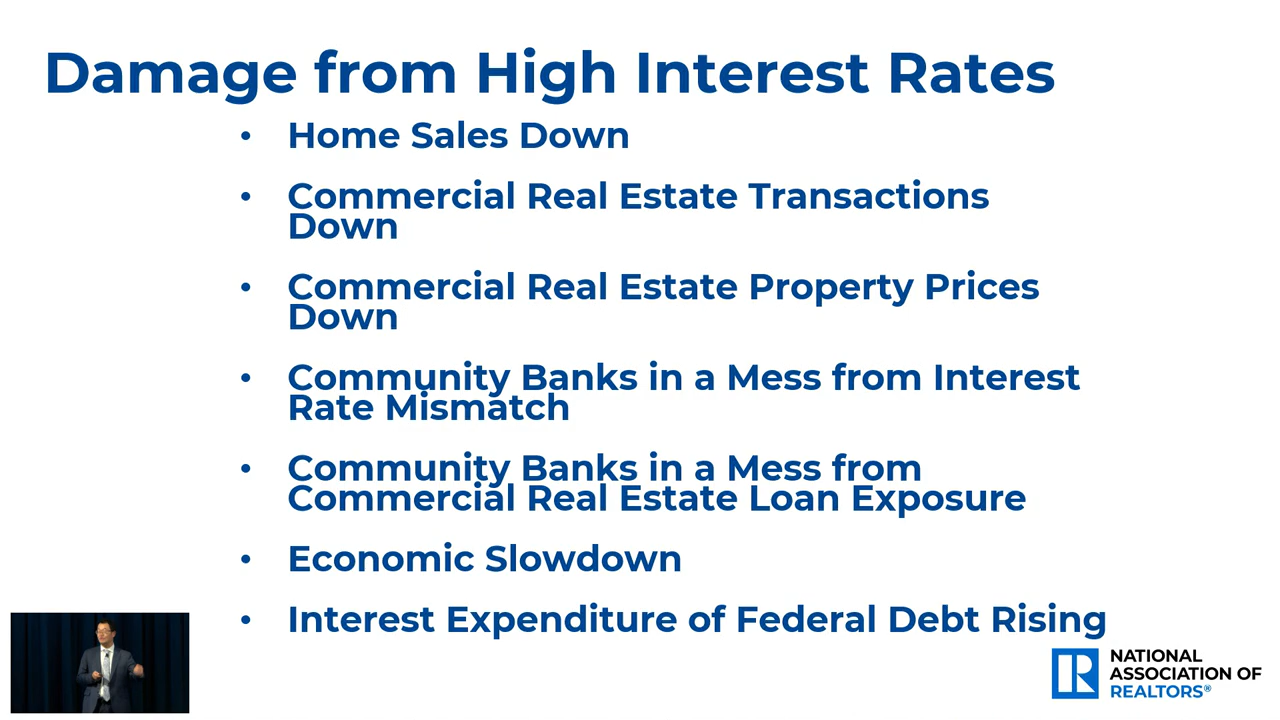 Damage from High Interest Rates
• Home Sales Down
• Commercial Real Estate Transactions
Down
• Commercial Real Estate Property Prices
Down
• Community Banks in a Mess from Interest
Rate Mismatch
• Community Banks in a Mess from
Commercial Real Estate Loan Exposure
• Economic Slowdown
• Interest Expenditure of Federal Debt Rising
NATIONAL
ASSOCIATION OF
REALTORS®